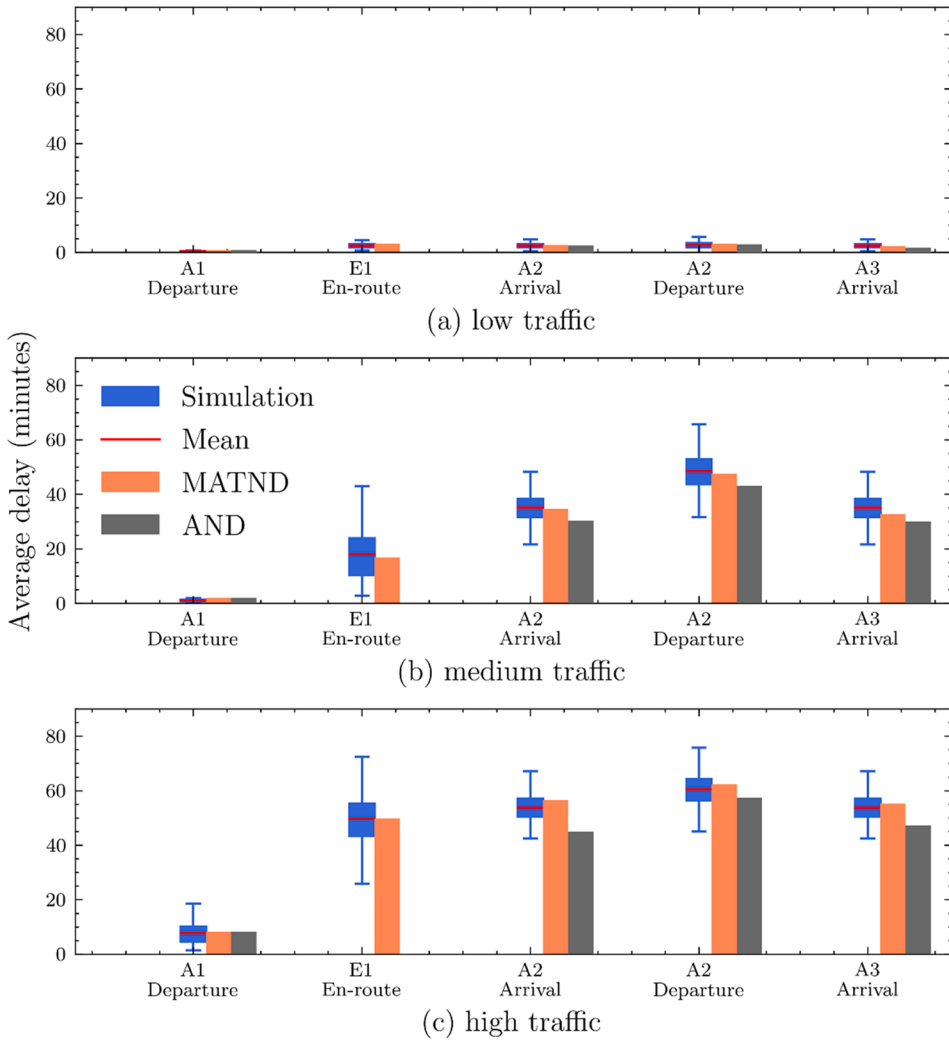 80
60
40
20
0
A1 E1 A2 A2 A3
Departure En-route Arrival Departure Arrival
(a) low traffic
Average delay (minutes)
80
60
40
20
0
Simulation
Mean
MATND
AND
A1 E1 A2 A2 A3
Departure En-route Arrival Departure Arrival
(b) medium traffic
80
60
40
20
0
A1 E1 A2 A2 A3
Departure En-route Arrival Departure Arrival
(c) high traffic